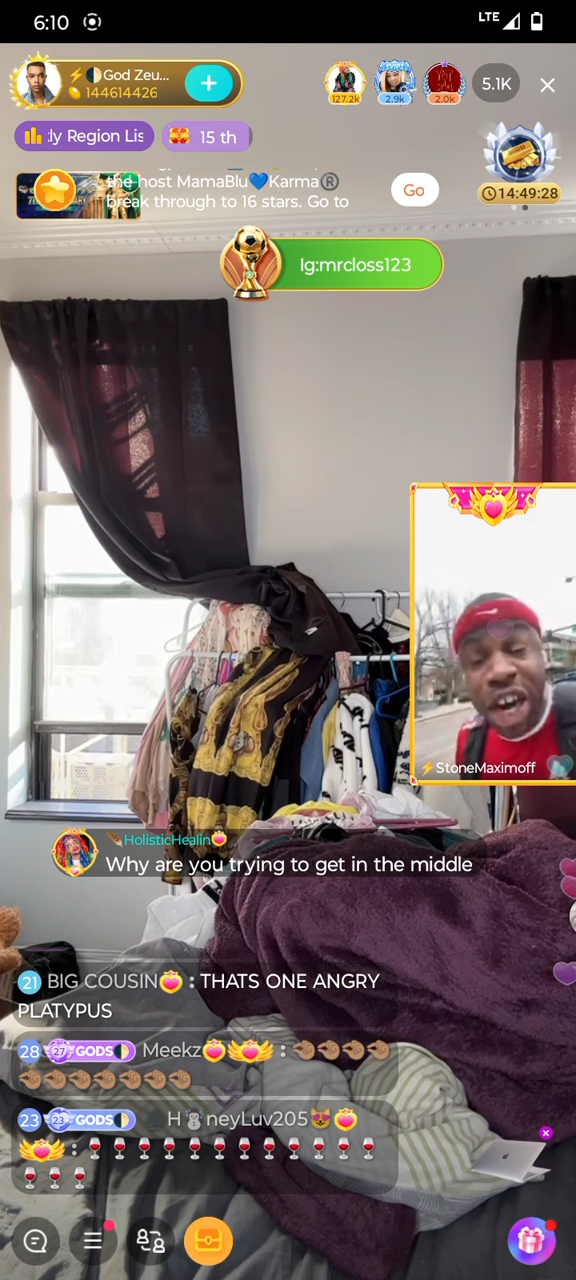 6:10
LTE
God Zeu...
144614426
127.2k
2.9k
2.0k
5.1K
:ly Region Lis
15 th
the host MamaBlu💙Karma®
break through to 16 stars. Go to
Go
14:49:28
Ig:mrcloss123
⚡StoneMaximoff
HolisticHealin
Why are you trying to get in the middle
21 BIG COUSIN : THATS ONE ANGRY
PLATYPUS
28 27 GODS Meekz : 🤏🏽🤏🏽🤏🏽🤏🏽
🤏🏽🤏🏽🤏🏽🤏🏽🤏🏽🤏🏽🤏🏽
23 23 GODS H☃neyLuv205😻
: 🍷🍷🍷🍷🍷🍷🍷🍷🍷🍷🍷🍷
🍷🍷🍷